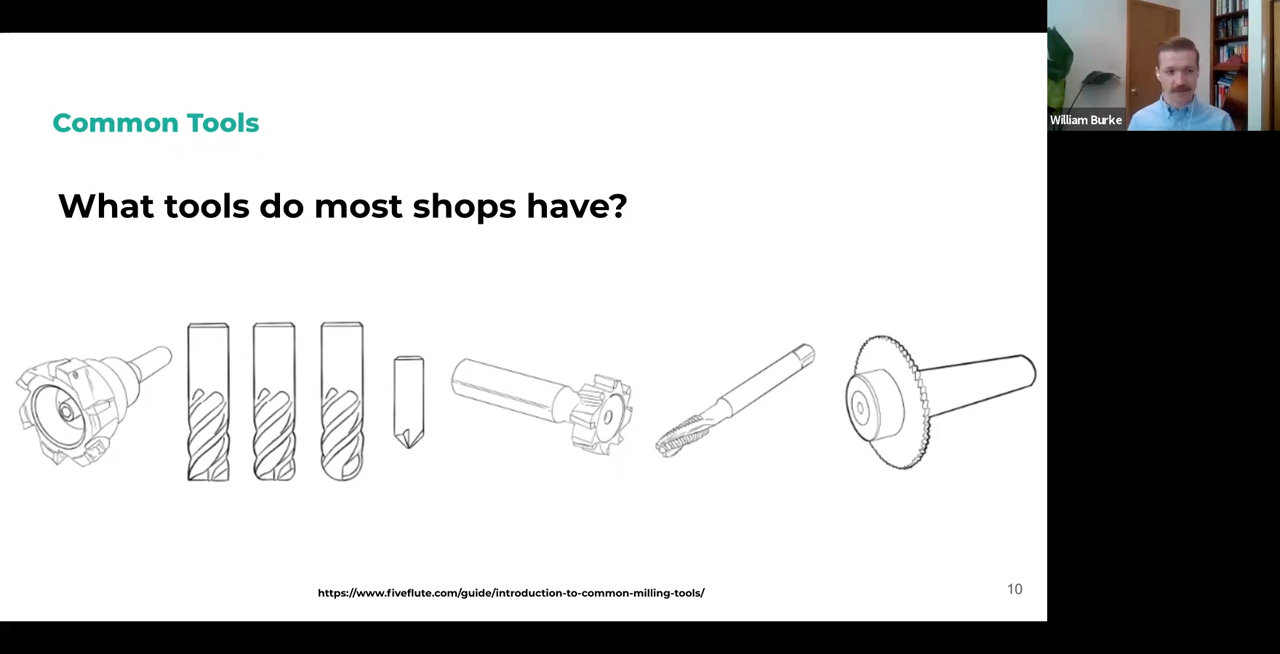 Common Tools
What tools do most shops have?
https://www.fiveflute.com/guide/introduction-to-common-milling-tools/
10
William Burke